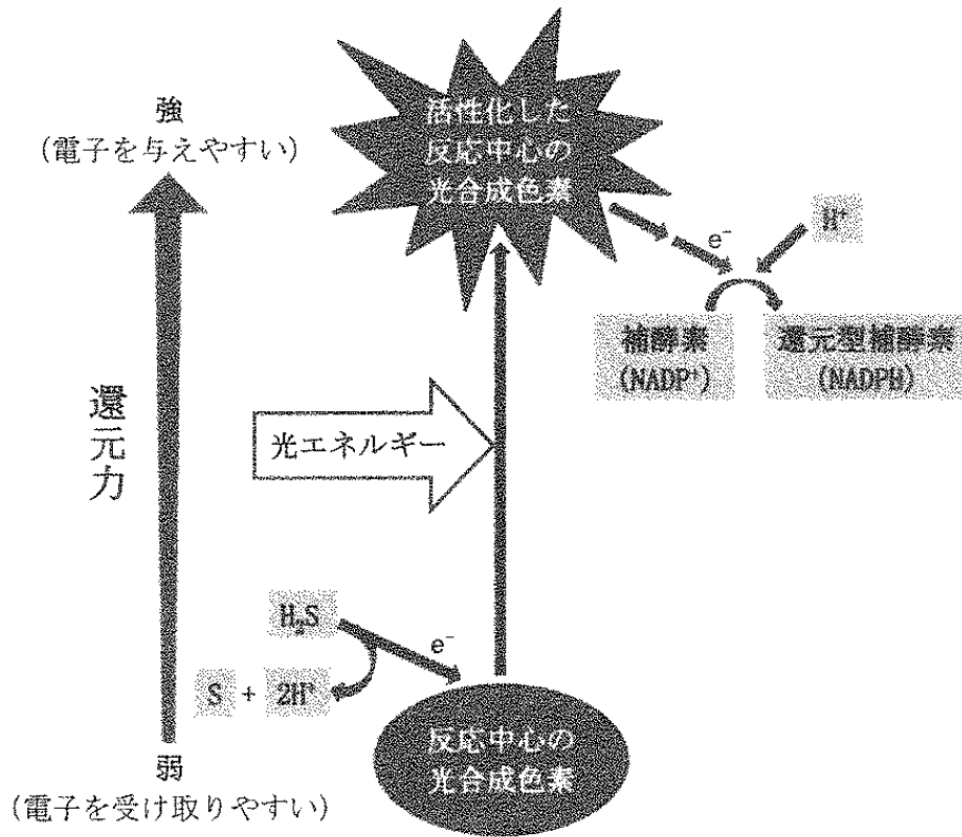 活性化した
反応中心の
光合成色素
強
(電子を与えやすい)
e⁻
H⁺
補酵素
(NADP⁺)
還元型補酵素
(NADPH)
還元力
光エネルギー
H₂S
e⁻
S + 2H⁺
反応中心の
光合成色素
弱
(電子を受け取りやすい)